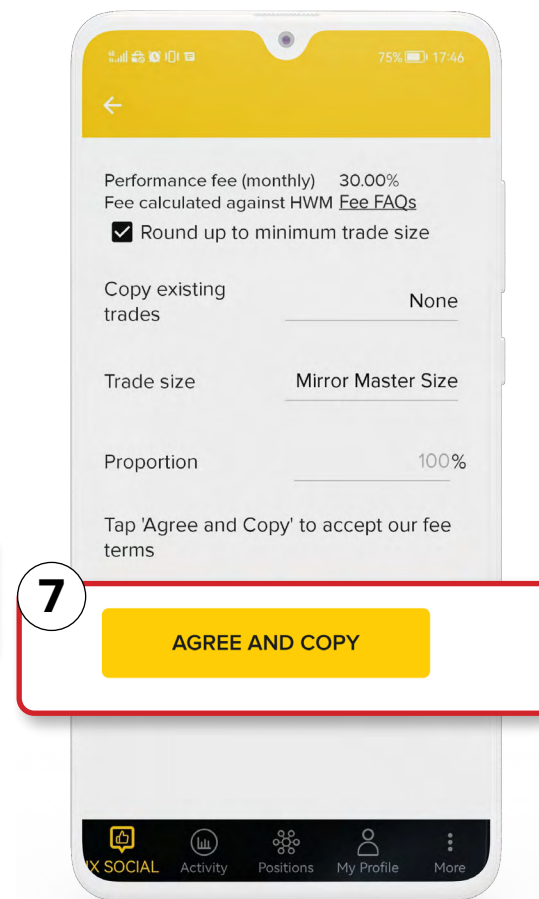 75% 17:46
Performance fee (monthly) 30.00%
Fee calculated against HWM Fee FAQs
Round up to minimum trade size
Copy existing
trades
None
Trade size Mirror Master Size
Proportion 100%
Tap 'Agree and Copy' to accept our fee
terms
7
AGREE AND COPY
X SOCIAL Activity Positions My Profile More